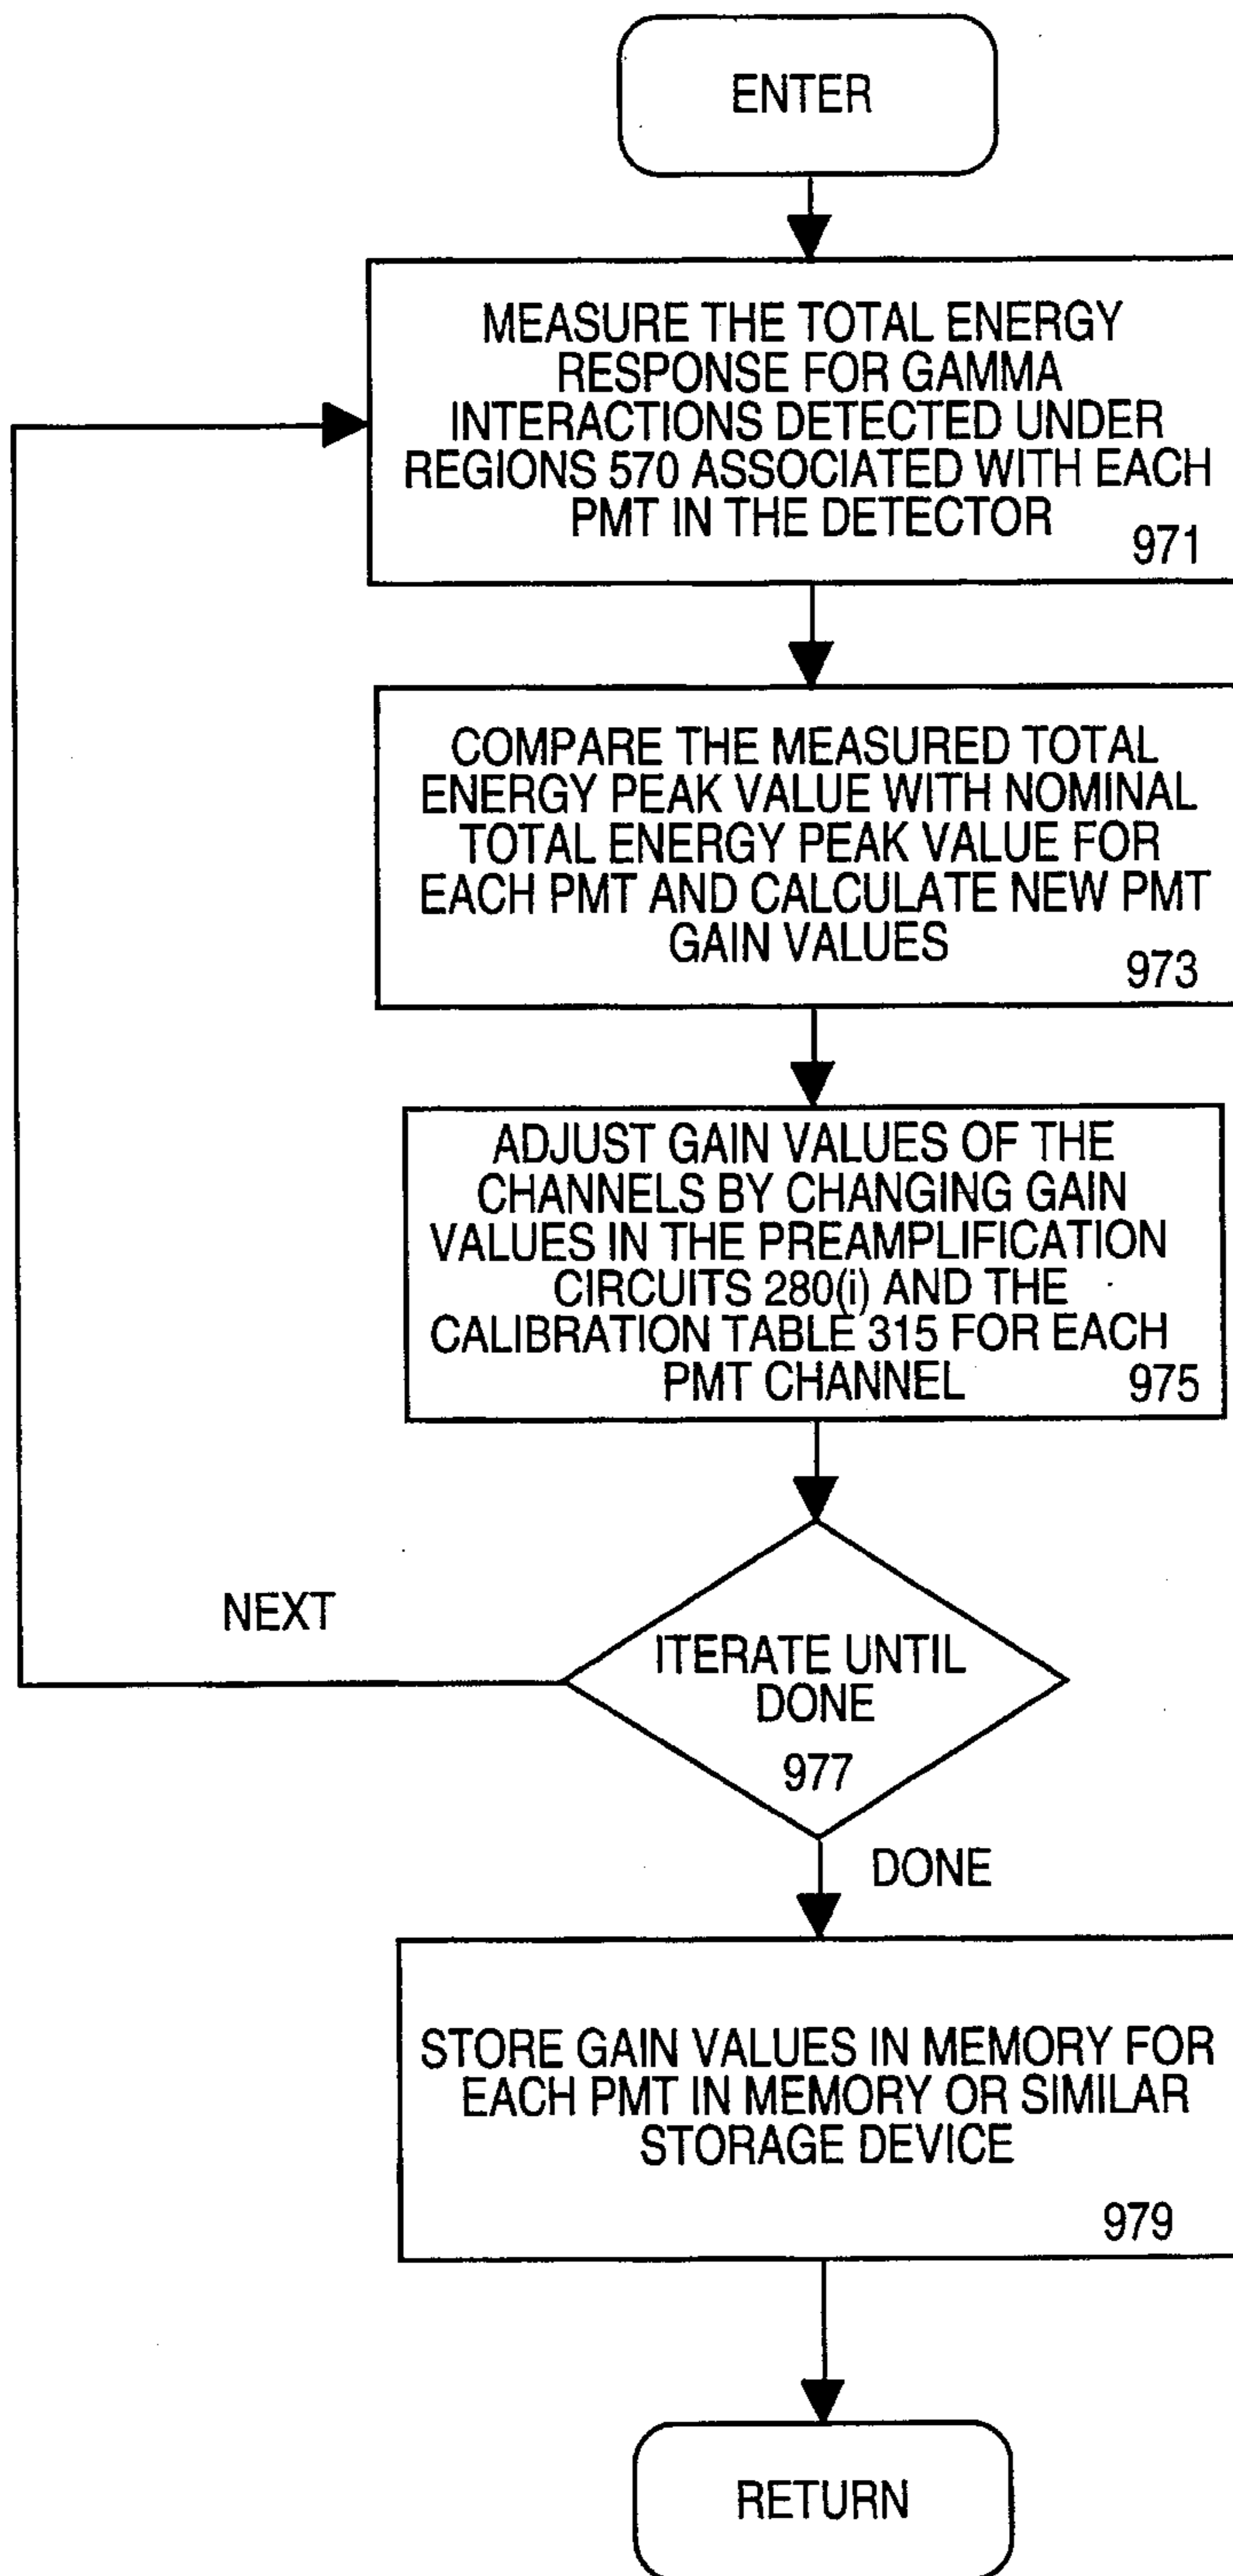 ENTER
MEASURE THE TOTAL ENERGY
RESPONSE FOR GAMMA
INTERACTIONS DETECTED UNDER
REGIONS 570 ASSOCIATED WITH EACH
PMT IN THE DETECTOR
971
COMPARE THE MEASURED TOTAL
ENERGY PEAK VALUE WITH NOMINAL
TOTAL ENERGY PEAK VALUE FOR
EACH PMT AND CALCULATE NEW PMT
GAIN VALUES
973
ADJUST GAIN VALUES OF THE
CHANNELS BY CHANGING GAIN
VALUES IN THE PREAMPLIFICATION
CIRCUITS 280(i) AND THE
CALIBRATION TABLE 315 FOR EACH
PMT CHANNEL 975
NEXT
ITERATE UNTIL
DONE
977
DONE
STORE GAIN VALUES IN MEMORY FOR
EACH PMT IN MEMORY OR SIMILAR
STORAGE DEVICE
979
RETURN